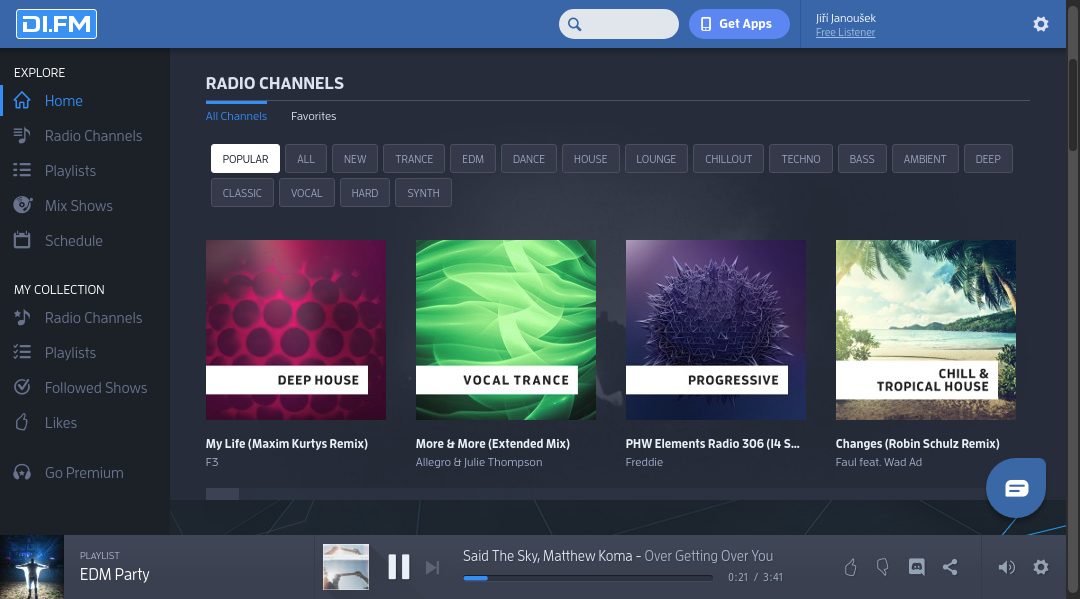 DI.FM
Get Apps
Jiří Janoušek
Free Listener
EXPLORE
Home
Radio Channels
Playlists
Mix Shows
Schedule
MY COLLECTION
Radio Channels
Playlists
Followed Shows
Likes
Go Premium
RADIO CHANNELS
All Channels
Favorites
POPULAR
ALL
NEW
TRANCE
EDM
DANCE
HOUSE
LOUNGE
CHILLOUT
TECHNO
BASS
AMBIENT
DEEP
CLASSIC
VOCAL
HARD
SYNTH
DEEP HOUSE
My Life (Maxim Kurtys Remix)
F3
VOCAL TRANCE
More & More (Extended Mix)
Allegro & Julie Thompson
PROGRESSIVE
PHW Elements Radio 306 (I4 S...
Freddie
CHILL &
TROPICAL HOUSE
Changes (Robin Schulz Remix)
Faul feat. Wad Ad
PLAYLIST
EDM Party
Said The Sky, Matthew Koma - Over Getting Over You
0:21 / 3:41